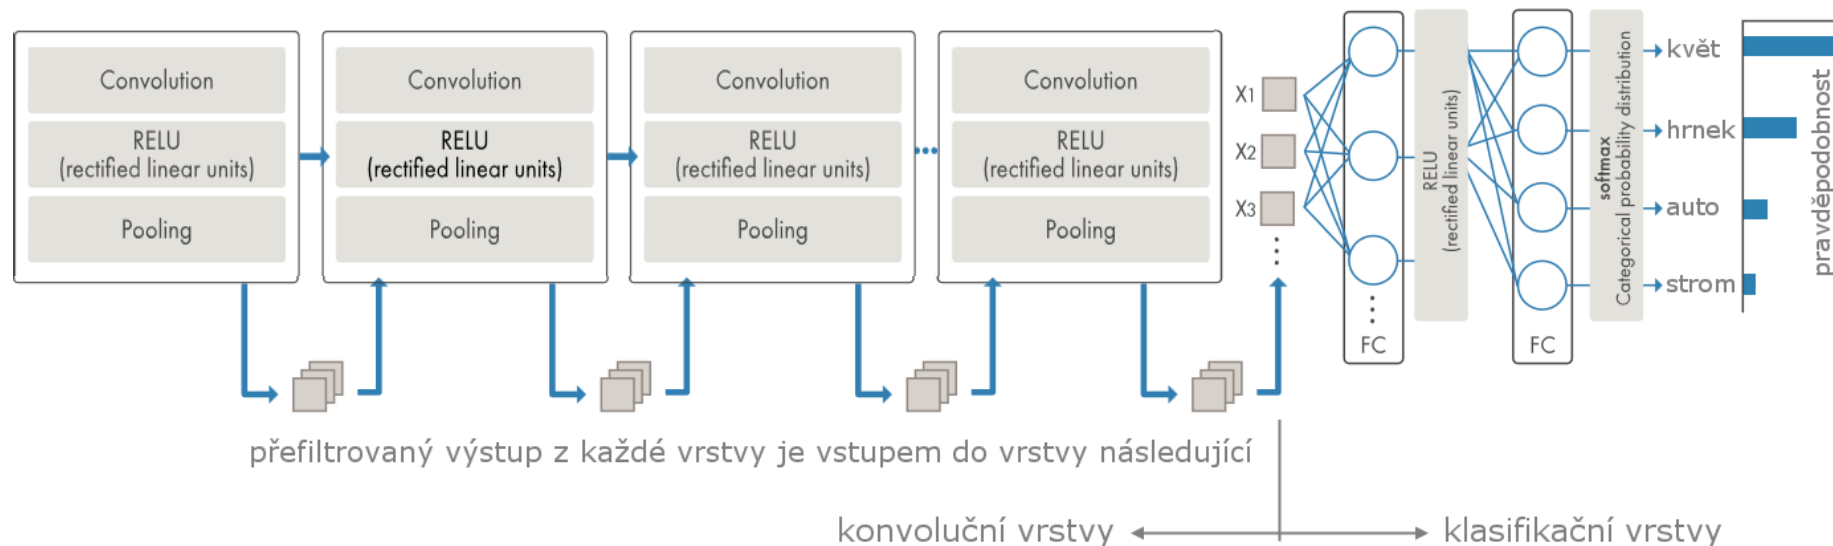 Convolution
RELU
(rectified linear units)
Pooling
Convolution
RELU
(rectified linear units)
Pooling
Convolution
RELU
(rectified linear units)
Pooling
Convolution
RELU
(rectified linear units)
Pooling
X1
X2
X3
FC
RELU
(rectified linear units)
FC
softmax
Categorical probability distribution
květ
hrnek
auto
strom
pravděpodobnost
přefiltrovaný výstup z každé vrstvy je vstupem do vrstvy následující
konvoluční vrstvy
klasifikační vrstvy